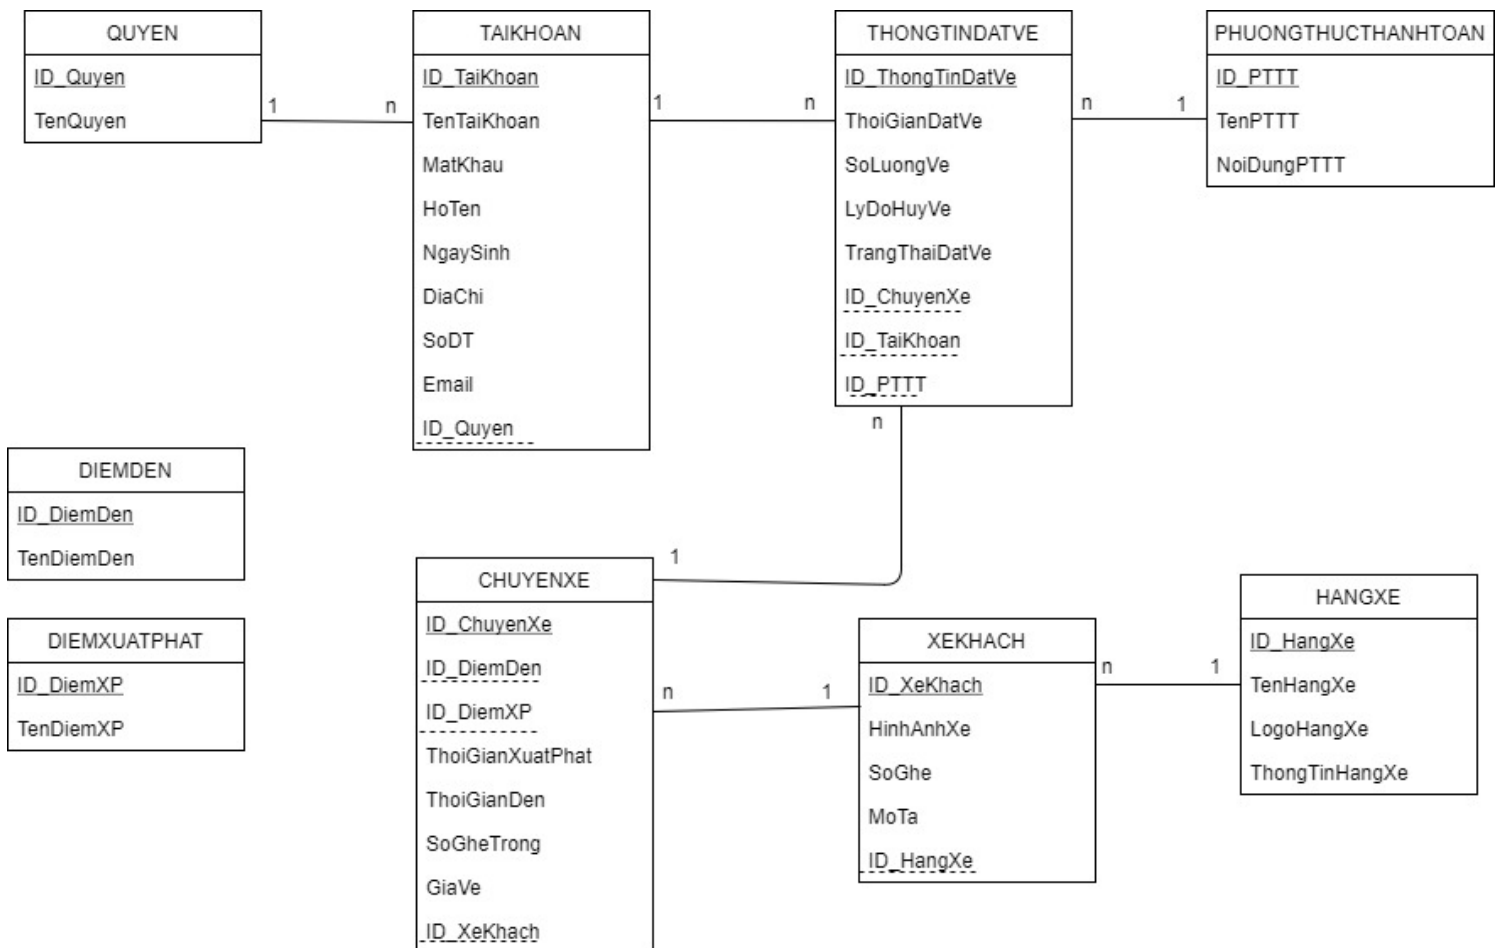 QUYEN
ID_Quyen
TenQuyen
1
n
TAIKHOAN
ID_TaiKhoan
TenTaiKhoan
MatKhau
HoTen
NgaySinh
DiaChi
SoDT
Email
ID_Quyen
1
n
THONGTINDATVE
ID_ThongTinDatVe
ThoiGianDatVe
SoLuongVe
LyDoHuyVe
TrangThaiDatVe
ID_ChuyenXe
ID_TaiKhoan
ID_PTTT
n
1
PHUONGTHUCTHANHTOAN
ID_PTTT
TenPTTT
NoiDungPTTT
n
1
DIEMDEN
ID_DiemDen
TenDiemDen
DIEMXUATPHAT
ID_DiemXP
TenDiemXP
CHUYENXE
ID_ChuyenXe
ID_DiemDen
ID_DiemXP
ThoiGianXuatPhat
ThoiGianDen
SoGheTrong
GiaVe
ID_XeKhach
n
1
XEKHACH
ID_XeKhach
HinhAnhXe
SoGhe
MoTa
ID_HangXe
n
1
HANGXE
ID_HangXe
TenHangXe
LogoHangXe
ThongTinHangXe